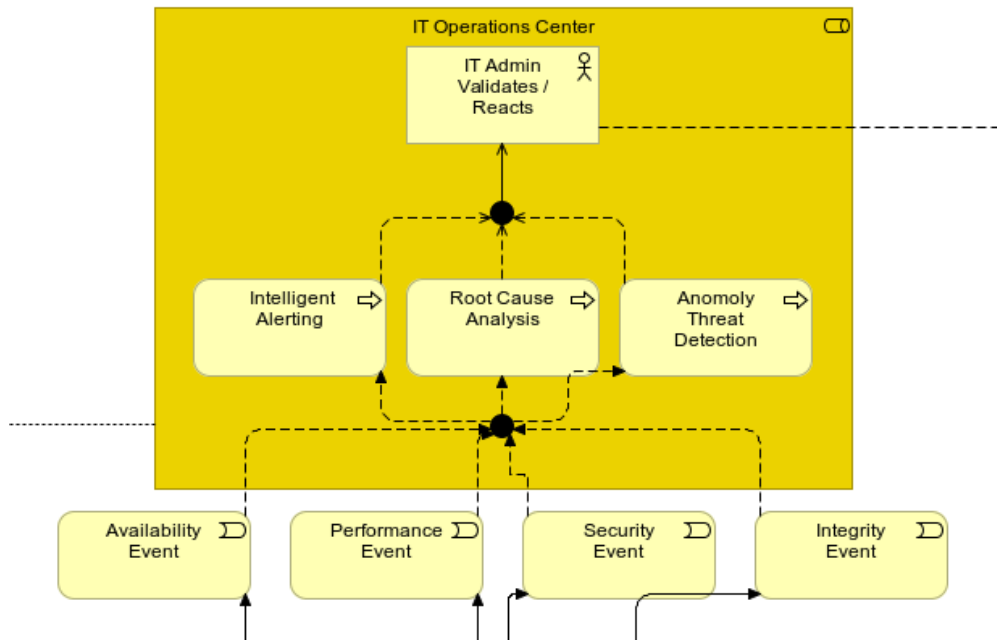 IT Operations Center
IT Admin
Validates /
Reacts
Intelligent
Alerting
Root Cause
Analysis
Anomoly
Threat
Detection
Availability
Event
Performance
Event
Security
Event
Integrity
Event